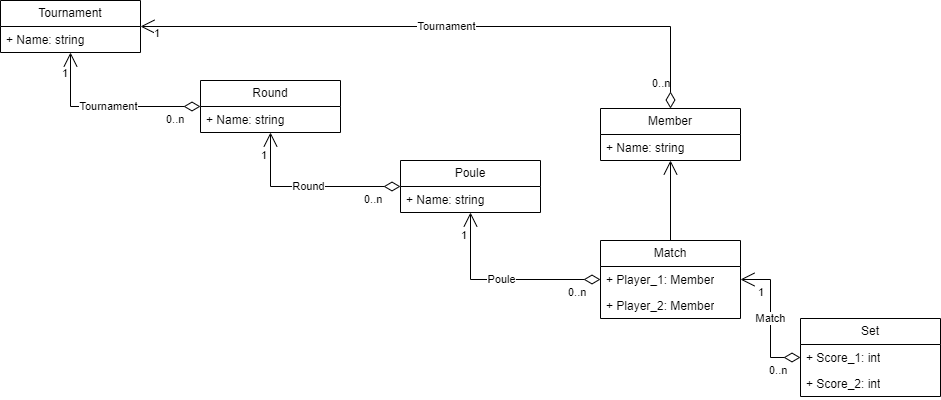 Tournament
+ Name: string
1
Tournament
0..n
1
Tournament
0..n
Round
+ Name: string
Member
+ Name: string
1
Round
0..n
Poule
+ Name: string
1
Poule
0..n
Match
+ Player_1: Member
+ Player_2: Member
1
Match
0..n
Set
+ Score_1: int
+ Score_2: int